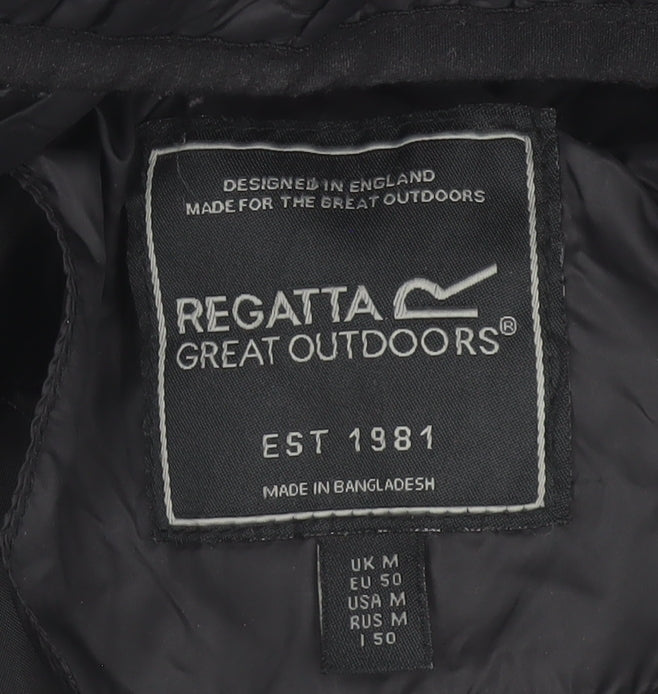 DESIGNED IN ENGLAND
MADE FOR THE GREAT OUTDOORS
REGATTA
GREAT OUTDOORS®
EST 1981
MADE IN BANGLADESH
UK M
EU 50
USA M
RUS M
I 50